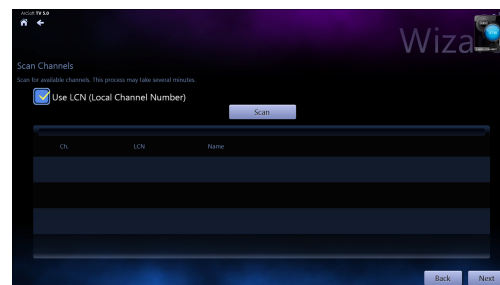 ArcSoft TV 5.0
Wiza
Scan Channels
Scan for available channels. This process may take several minutes.
Use LCN (Local Channel Number)
Scan
Ch. LCN Name
Back Next